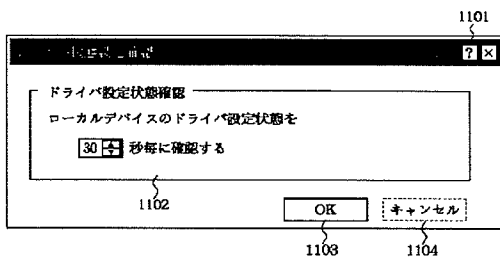 1101
? ×
ドライバ設定状態確認
ローカルデバイスのドライバ設定状態を
30 秒毎に確認する
1102
OK キャンセル
1103 1104